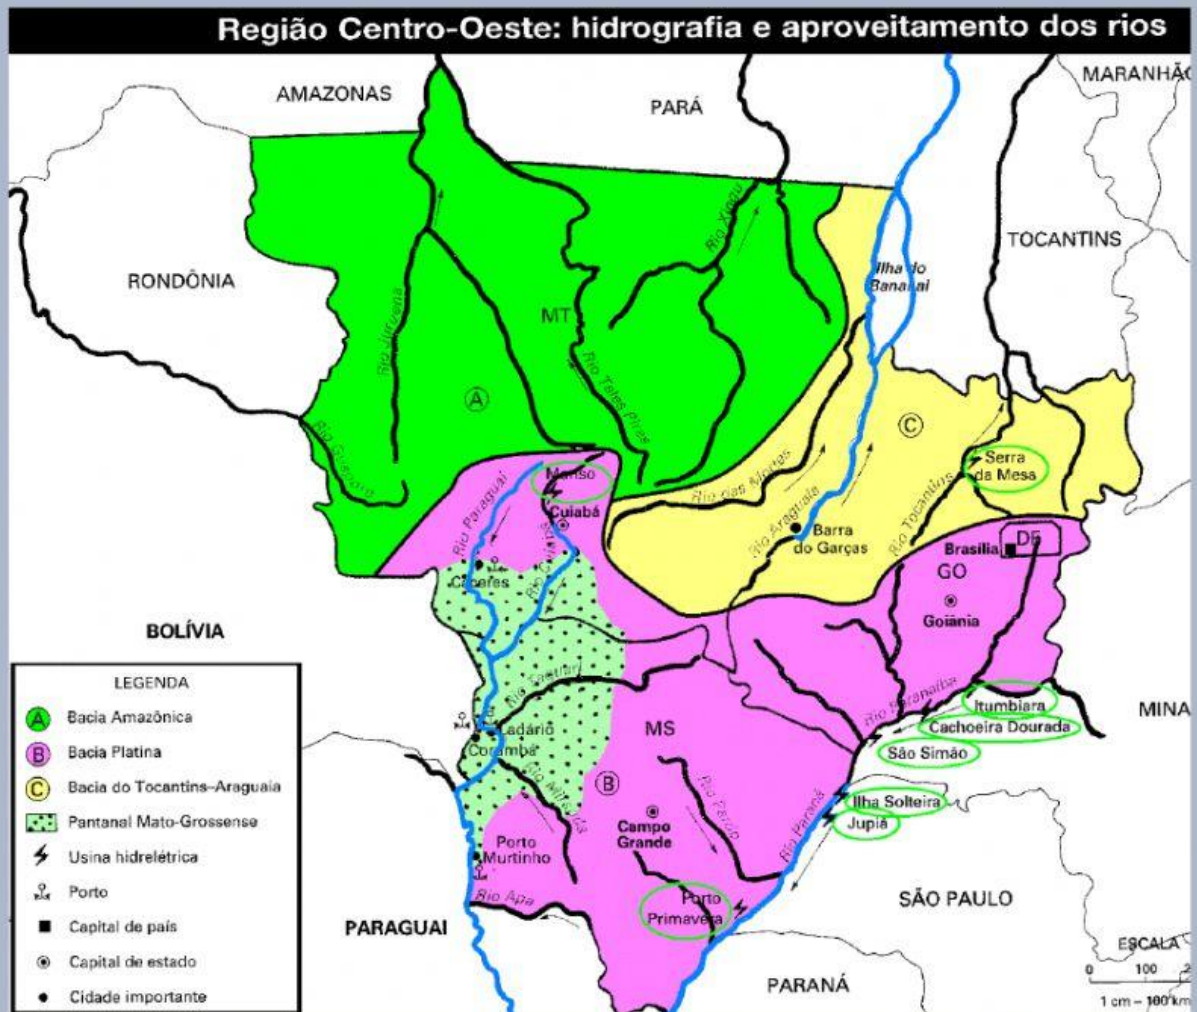 Região Centro-Oeste: hidrografia e aproveitamento dos rios
AMAZONAS
PARÁ
MARANHÃO
RONDÔNIA
TOCANTINS
Rio Xingu
Ilha do
Bananal
MT
Rio Juruena
Rio Teles Pires
A
C
Rio Guaporé
Rio das Mortes
Serra
da Mesa
Manso
Rio Paraguai
Cuiabá
Rio Araguaia
Rio Tocantins
Barra
do Garças
Brasília
DF
GO
Cáceres
Goiânia
BOLÍVIA
Rio Taquari
Rio Paranaíba
Itumbiara
MINA
Cachoeira Dourada
São Simão
MS
Ladário
Corumbá
B
Rio Miranda
Rio Pardo
Rio Paraná
Ilha Solteira
Jupiá
Campo
Grande
Porto
Murtinho
Rio Apa
Porto
Primavera
SÃO PAULO
PARAGUAI
PARANÁ
ESCALA
0 100 2
1 cm – 100 km
LEGENDA
A Bacia Amazônica
B Bacia Platina
C Bacia do Tocantins–Araguaia
Pantanal Mato-Grossense
Usina hidrelétrica
Porto
Capital de país
Capital de estado
Cidade importante